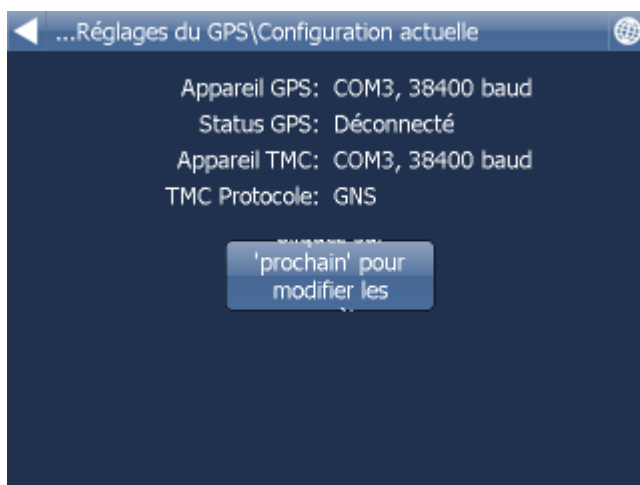 ...Réglages du GPS\Configuration actuelle
Appareil GPS: COM3, 38400 baud
Status GPS: Déconnecté
Appareil TMC: COM3, 38400 baud
TMC Protocole: GNS
'prochain' pour
modifier les